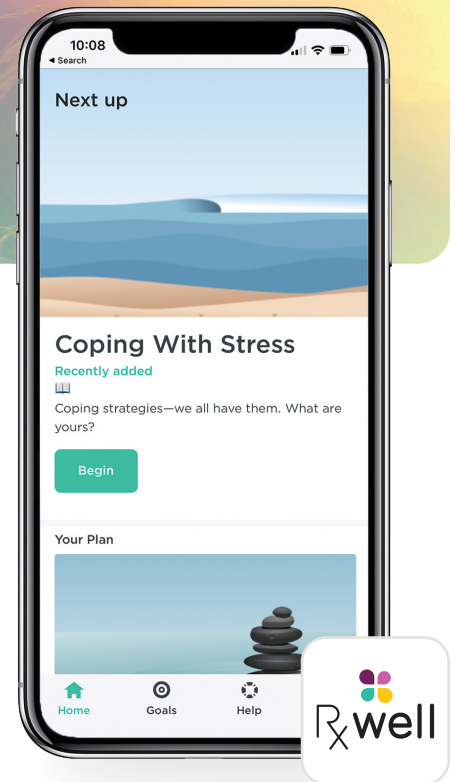 10:08
◀ Search
Next up
Coping With Stress
Recently added
Coping strategies—we all have them. What are
yours?
Begin
Your Plan
Home
Goals
Help
Rx well